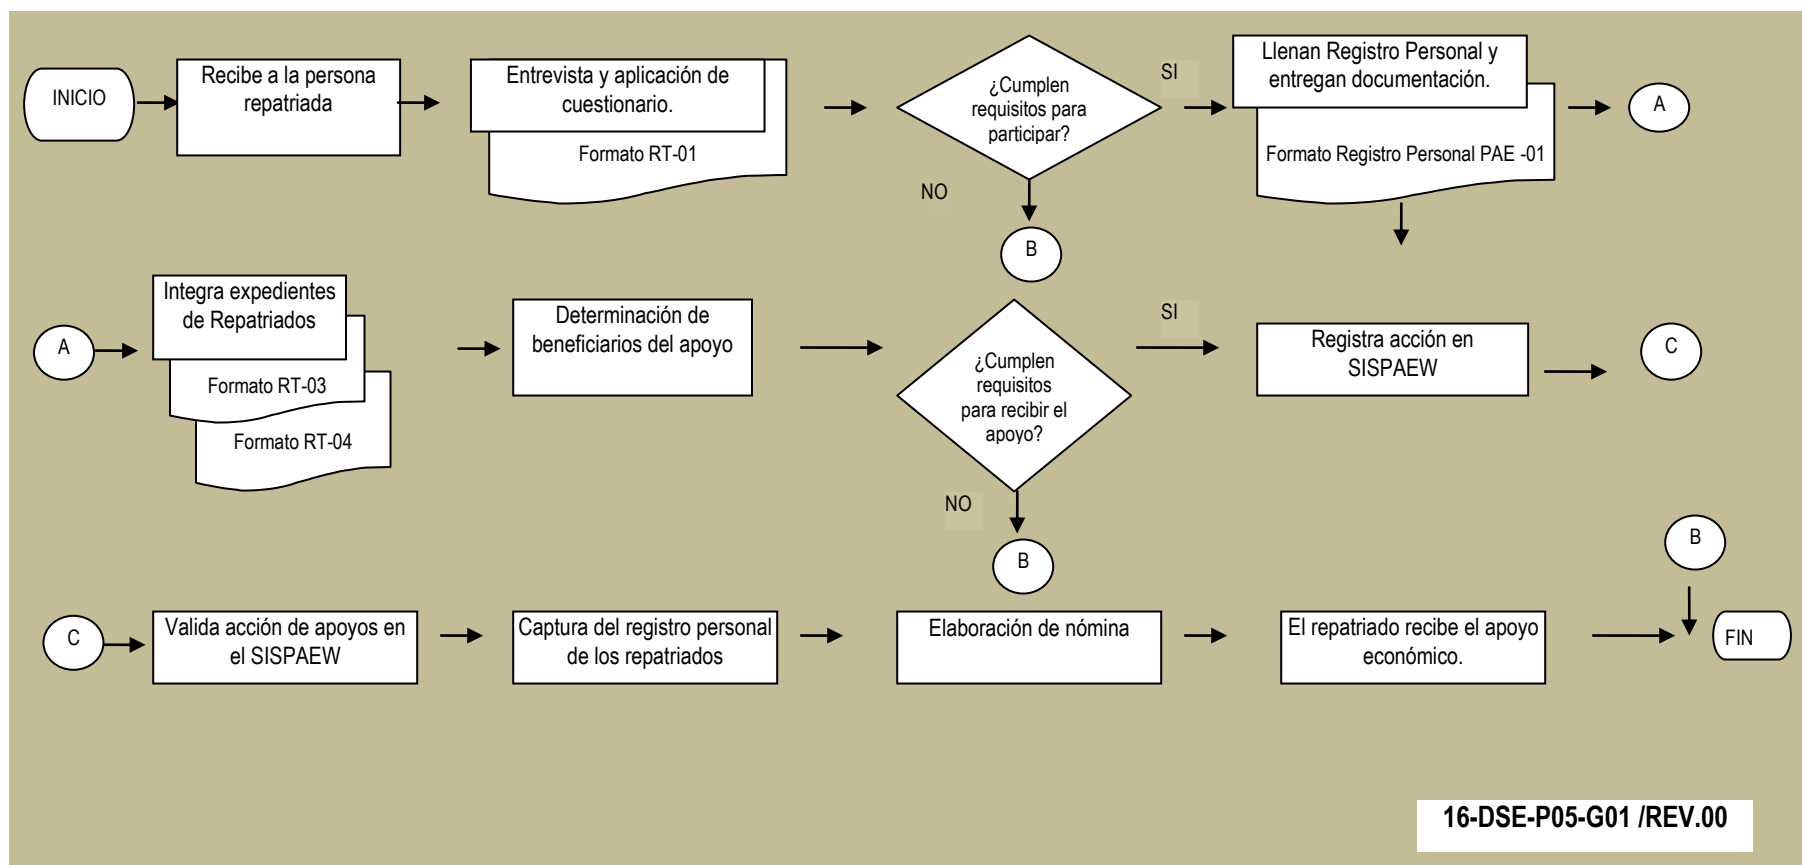 INICIO
Recibe a la persona
repatriada
Entrevista y aplicación de
cuestionario.
Formato RT-01
¿Cumplen
requisitos para
participar?
SI
NO
B
Llenan Registro Personal y
entregan documentación.
Formato Registro Personal PAE -01
A
A
Integra expedientes
de Repatriados
Formato RT-03
Formato RT-04
Determinación de
beneficiarios del apoyo
¿Cumplen
requisitos
para recibir el
apoyo?
SI
NO
B
Registra acción en
SISPAEW
C
B
C
Valida acción de apoyos en
el SISPAEW
Captura del registro personal
de los repatriados
Elaboración de nómina
El repatriado recibe el apoyo
económico.
FIN
16-DSE-P05-G01 /REV.00